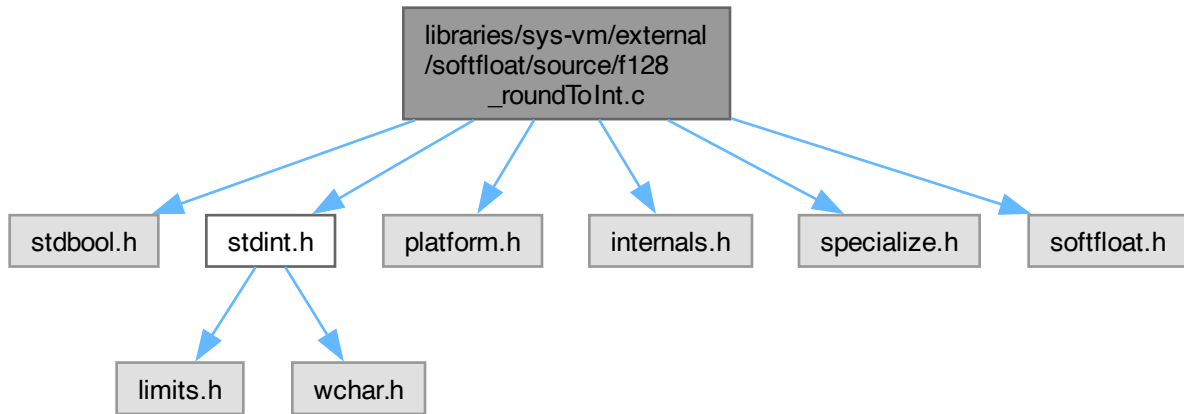 libraries/sys-vm/external
/softfloat/source/f128
_roundToInt.c
stdbool.h
stdint.h
platform.h
internals.h
specialize.h
softfloat.h
limits.h
wchar.h